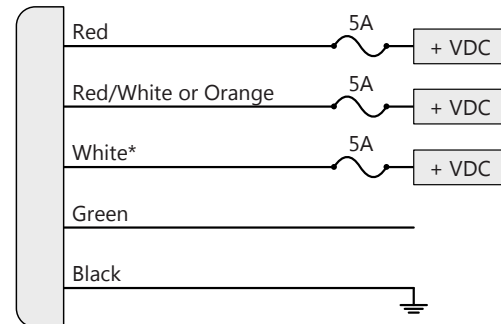 Red
5A
+ VDC
Red/White or Orange
5A
+ VDC
White*
5A
+ VDC
Green
Black